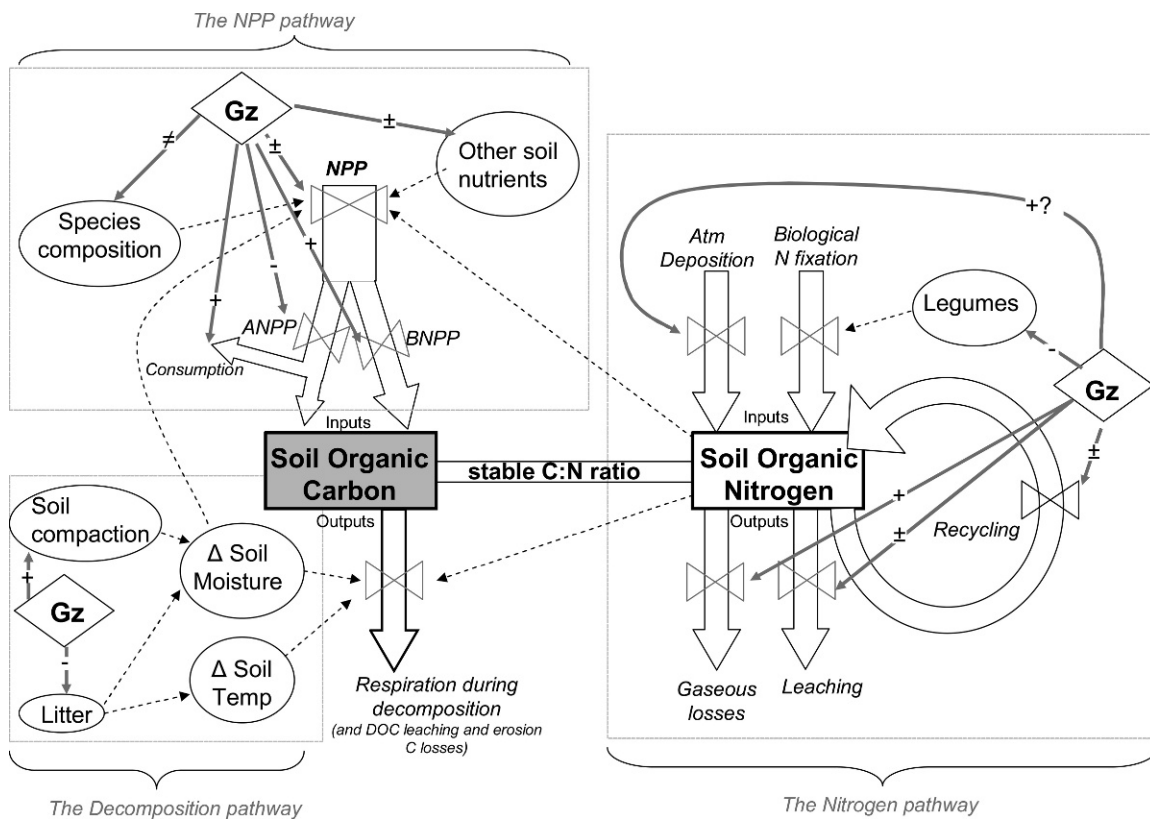 The NPP pathway
Gz
≠
±
±
NPP
Other soil
nutrients
Species
composition
+
-
+
ANPP
BNPP
Consumption
Inputs
Soil Organic
Carbon
Outputs
stable C:N ratio
+?
Atm
Deposition
Biological
N fixation
Legumes
-
Gz
±
Inputs
Soil Organic
Nitrogen
Outputs
+
±
Recycling
Gaseous
losses
Leaching
Soil
compaction
+
Gz
-
Litter
Δ Soil
Moisture
Δ Soil
Temp
Respiration during
decomposition
(and DOC leaching and erosion
C losses)
The Decomposition pathway
The Nitrogen pathway